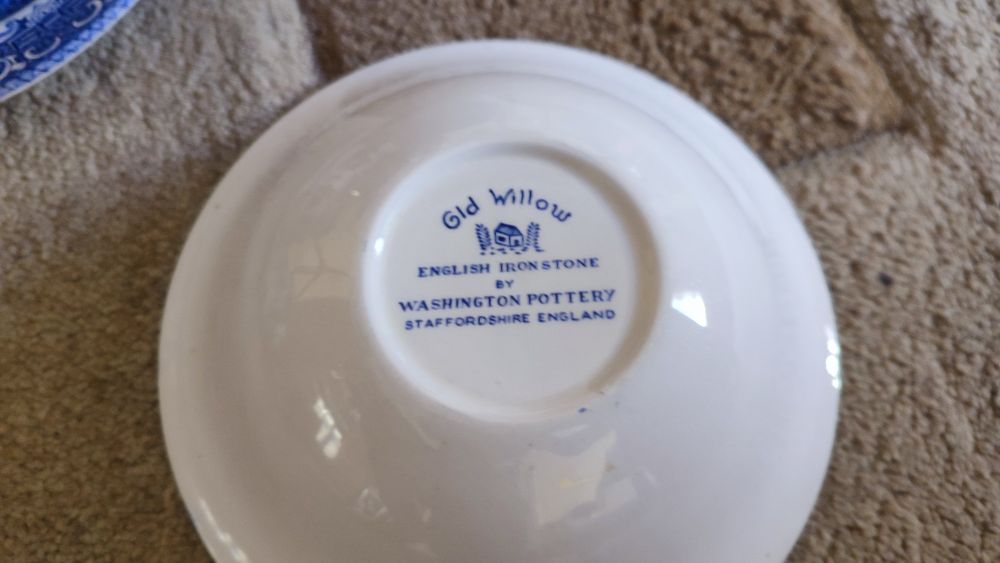 Old Willow
ENGLISH IRONSTONE
BY
WASHINGTON POTTERY
STAFFORDSHIRE ENGLAND